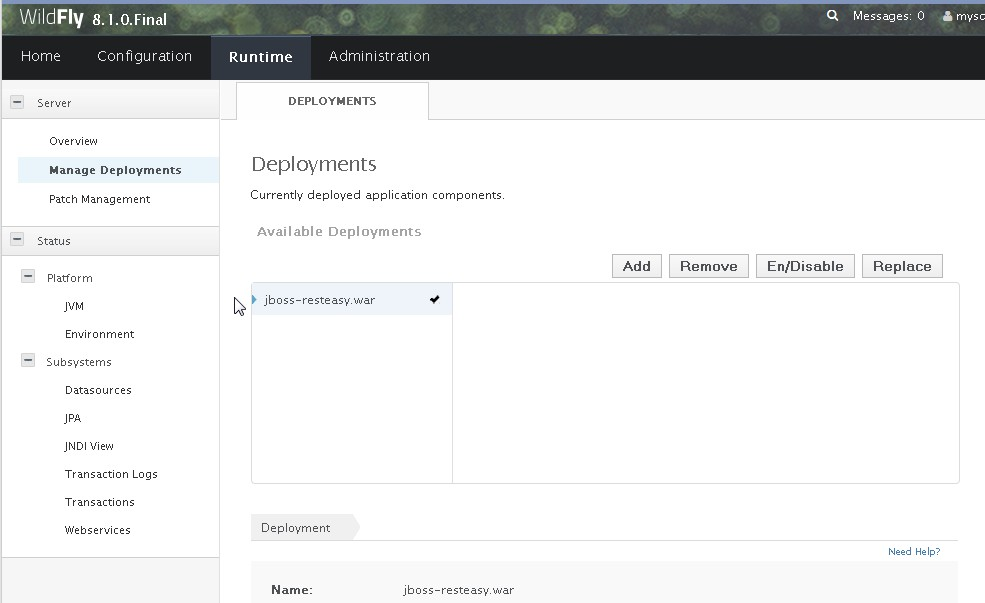 WildFly 8.1.0.Final
Messages: 0
Home Configuration Runtime Administration
Server
Overview
Manage Deployments
Patch Management
Status
Platform
JVM
Environment
Subsystems
Datasources
JPA
JNDI View
Transaction Logs
Transactions
Webservices
DEPLOYMENTS
Deployments
Currently deployed application components.
Available Deployments
Add Remove En/Disable Replace
jboss-resteasy.war
Deployment
Need Help?
Name: jboss-resteasy.war